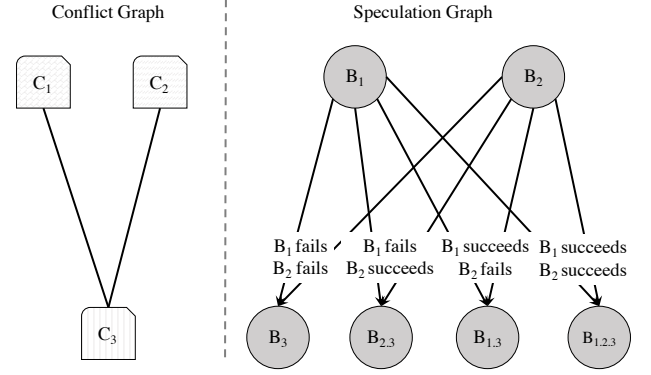 Conflict Graph
Speculation Graph
C₁
C₂
B₁
B₂
B₁ fails
B₂ fails
B₁ fails
B₂ succeeds
B₁ succeeds
B₂ fails
B₁ succeeds
B₂ succeeds
C₃
B₃
B₂.₃
B₁.₃
B₁.₂.₃